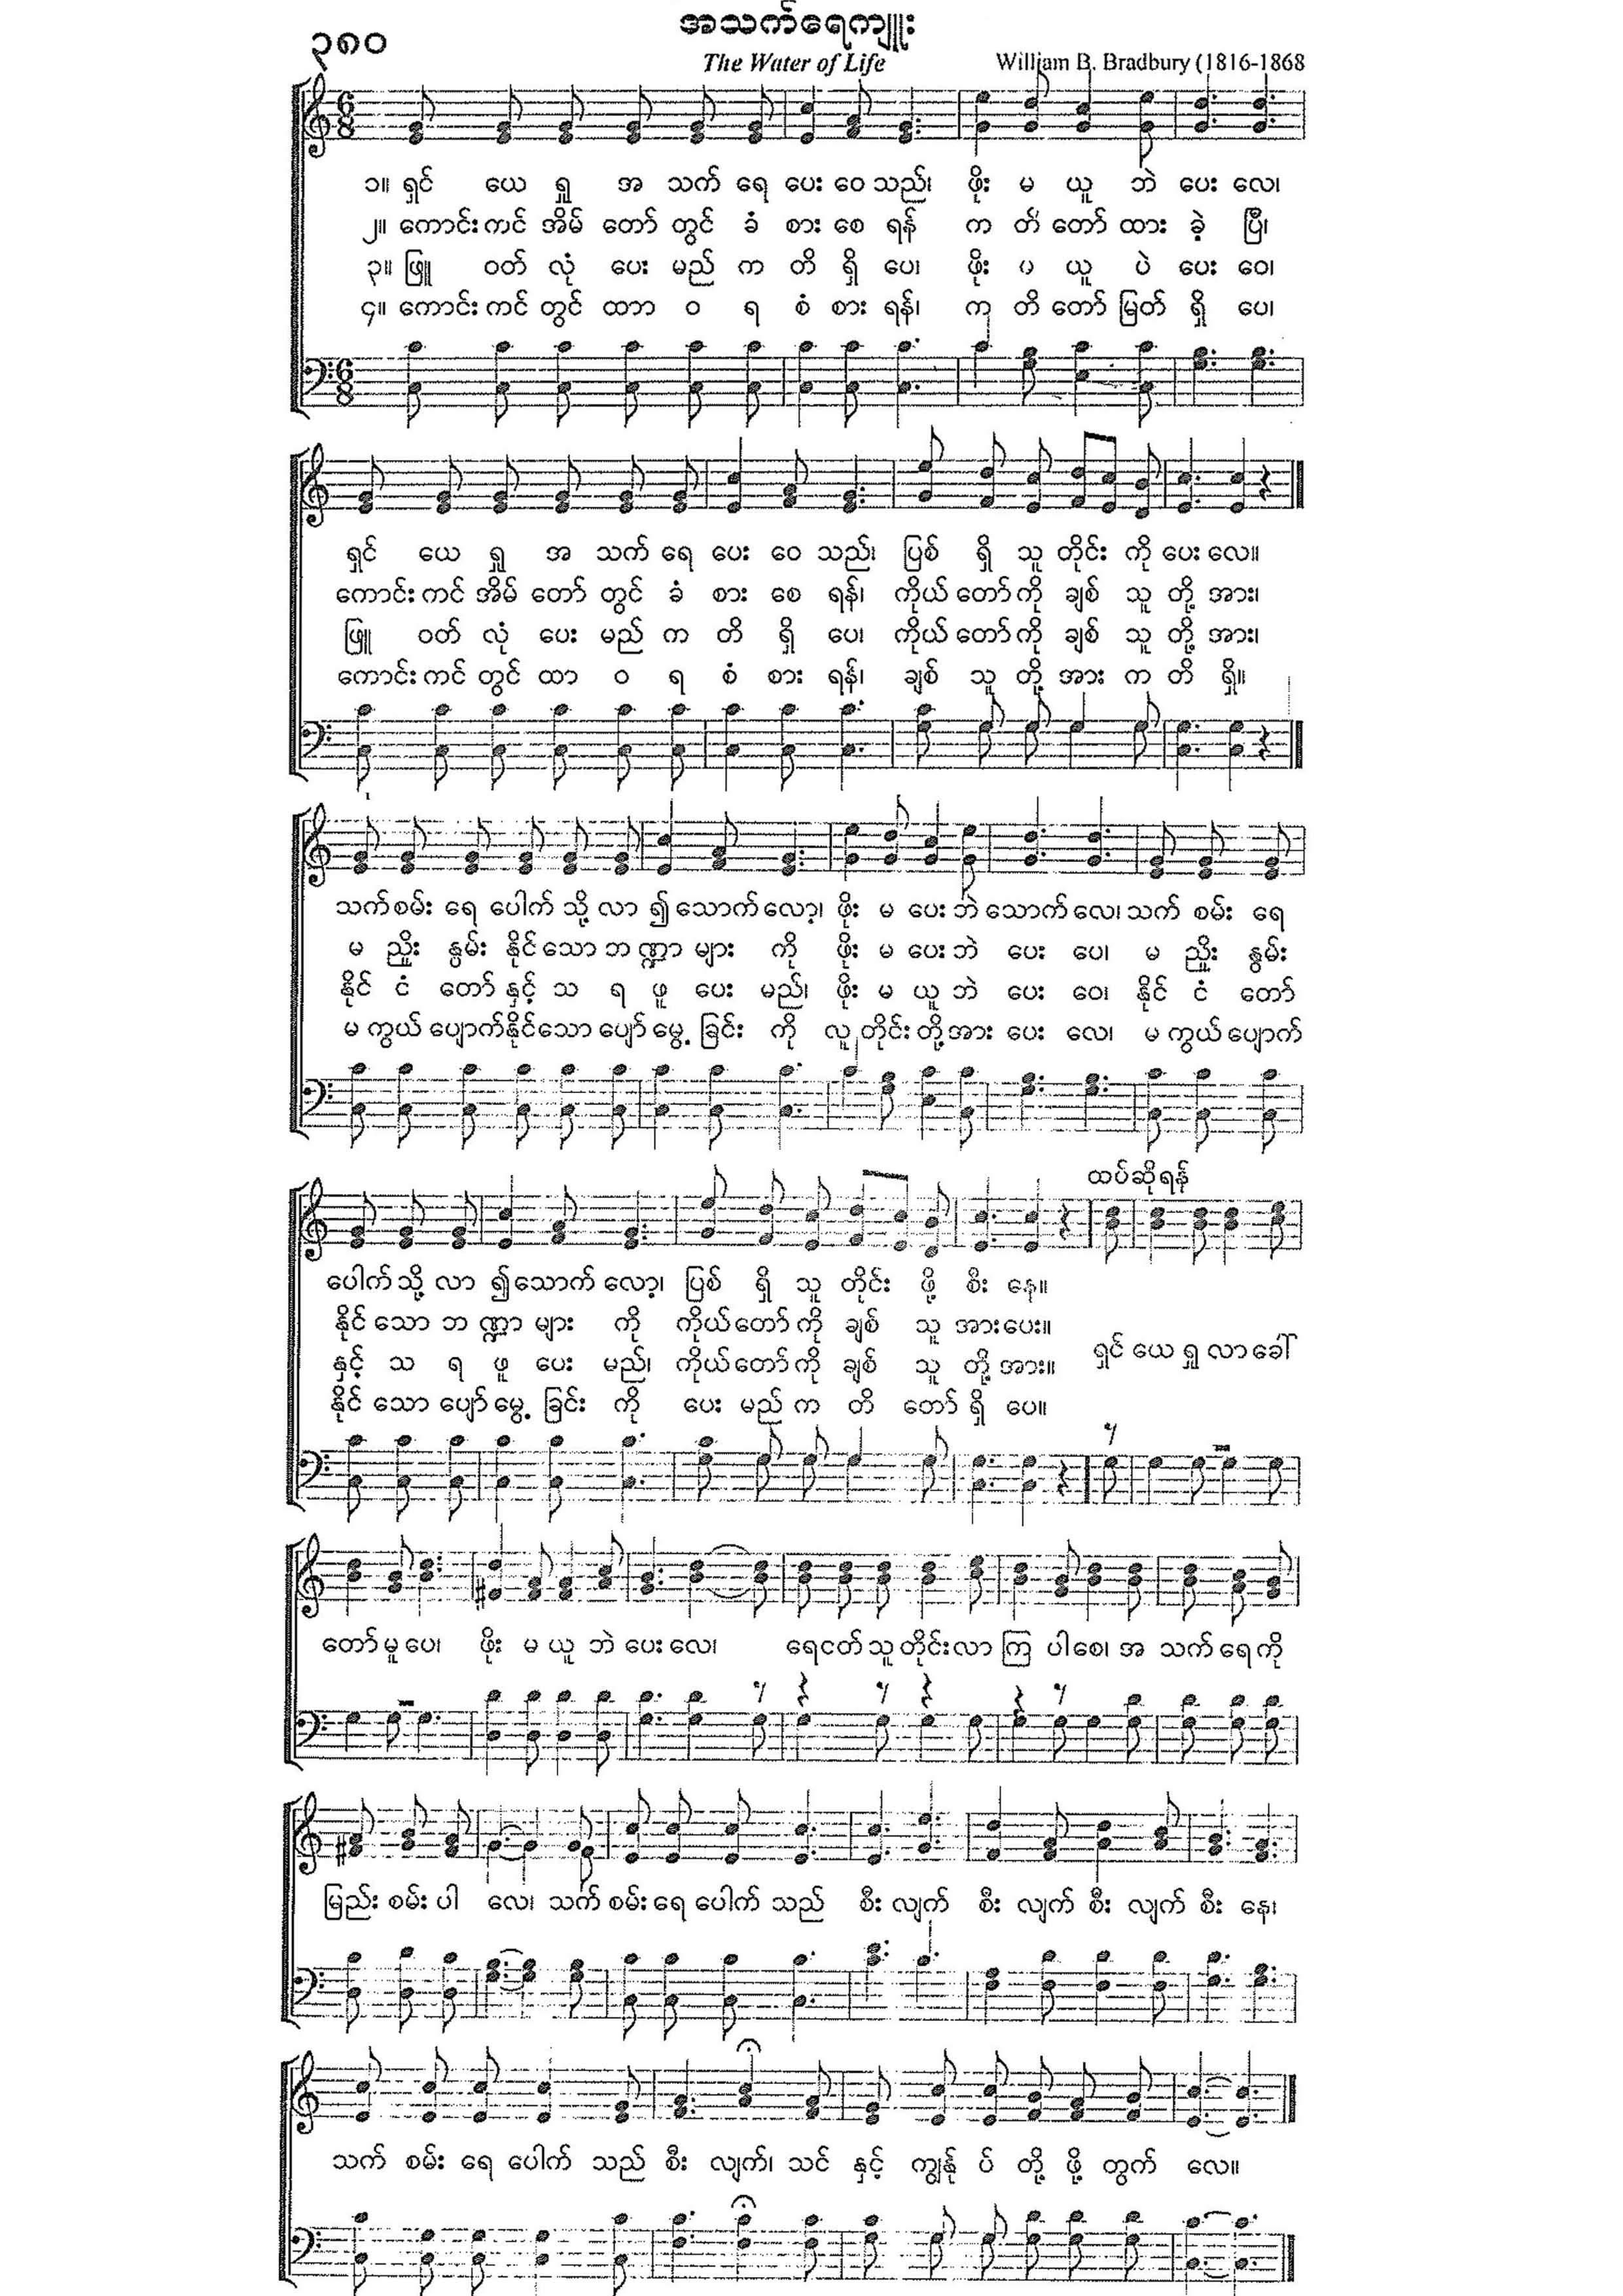 ၃၈၀
အသက်ရေကျူး
The Water of Life
William B. Bradbury (1816-1868
၁။ ရှင် ယေ ရှု အ သက် ရေ ပေး ဝေ သည်၊ ဖိုး မ ယူ ဘဲ ပေး လေ၊
၂။ ကောင်း ကင် အိမ် တော် တွင် ခံ စား စေ ရန် က တိ တော် ထား ခဲ့ ပြီ၊
၃။ ဖြူ ဝတ် လုံ ပေး မည် က တိ ရှိ ပေ၊ ဖိုး မ ယူ ပဲ ပေး ဝေ၊
၄။ ကောင်း ကင် တွင် ထာ ဝ ရ စံ စား ရန်၊ က တိ တော် မြတ် ရှိ ပေ၊
ရှင် ယေ ရှု အ သက် ရေ ပေး ဝေ သည်၊ ပြစ် ရှိ သူ တိုင်း ကို ပေး လေ။
ကောင်း ကင် အိမ် တော် တွင် ခံ စား စေ ရန်၊ ကိုယ် တော် ကို ချစ် သူ တို့ အား၊
ဖြူ ဝတ် လုံ ပေး မည် က တိ ရှိ ပေ၊ ကိုယ် တော် ကို ချစ် သူ တို့ အား၊
ကောင်း ကင် တွင် ထာ ဝ ရ စံ စား ရန်၊ ချစ် သူ တို့ အား က တိ ရှိ။
သက် စမ်း ရေ ပေါက် သို့ လာ ၍ သောက် လော့၊ ဖိုး မ ပေး ဘဲ သောက် လေ၊ သက် စမ်း ရေ
မ ညှိုး နွမ်း နိုင် သော ဘ ဏ္ဍာ များ ကို ဖိုး မ ပေး ဘဲ ပေး ပေ၊ မ ညှိုး နွမ်း
နိုင် ငံ တော် နှင့် သ ရ ဖူ ပေး မည်၊ ဖိုး မ ယူ ဘဲ ပေး ဝေ၊ နိုင် ငံ တော်
မ ကွယ် ပျောက် နိုင် သော ပျော် မွေ့ ခြင်း ကို လူ တိုင်း တို့ အား ပေး လေ၊ မ ကွယ် ပျောက်
ထပ်ဆိုရန်
ပေါက် သို့ လာ ၍ သောက် လော့၊ ပြစ် ရှိ သူ တိုင်း ဖို့ စီး နေ။
နိုင် သော ဘ ဏ္ဍာ များ ကို ကိုယ် တော် ကို ချစ် သူ အား ပေး။
နှင့် သ ရ ဖူ ပေး မည်၊ ကိုယ် တော် ကို ချစ် သူ တို့ အား။
ရှင် ယေ ရှု လာ ခေါ်
နိုင် သော ပျော် မွေ့ ခြင်း ကို ပေး မည် က တိ တော် ရှိ ပေ။
တော် မူ ပေ၊ ဖိုး မ ယူ ဘဲ ပေး လေ၊ ရေငတ် သူ တိုင်း လာ ကြ ပါ စေ၊ အ သက် ရေ ကို
မြည်း စမ်း ပါ လေ၊ သက် စမ်း ရေ ပေါက် သည် စီး လျက် စီး လျက် စီး လျက် စီး နေ၊
သက် စမ်း ရေ ပေါက် သည် စီး လျက်၊ သင် နှင့် ကျွန်ုပ် တို့ ဖို့ တွက် လေ။